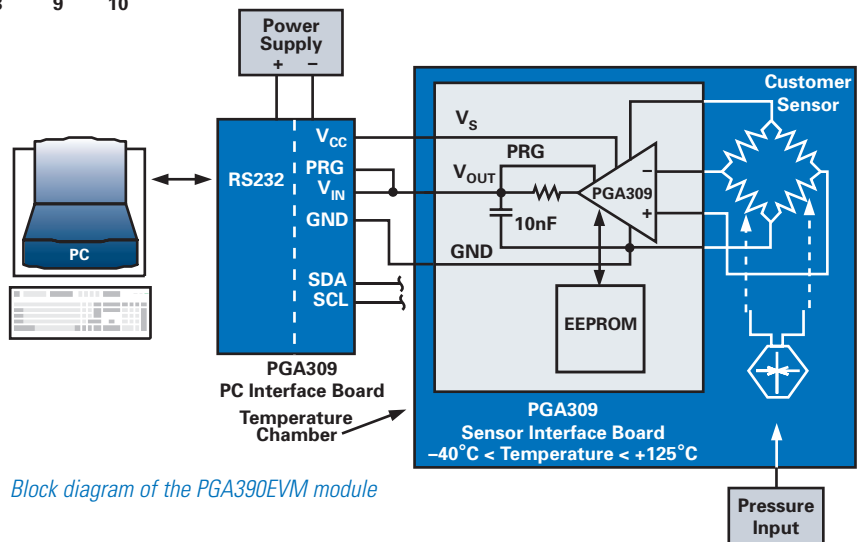 9 10
Power
Supply
+ –
Customer
Sensor
V_CC
V_S
PRG
PRG
RS232
V_IN
V_OUT
PGA309
–
+
GND
10nF
GND
PC
SDA
SCL
EEPROM
PGA309
PC Interface Board
Temperature
Chamber
PGA309
Sensor Interface Board
–40°C < Temperature < +125°C
Block diagram of the PGA390EVM module
Pressure
Input